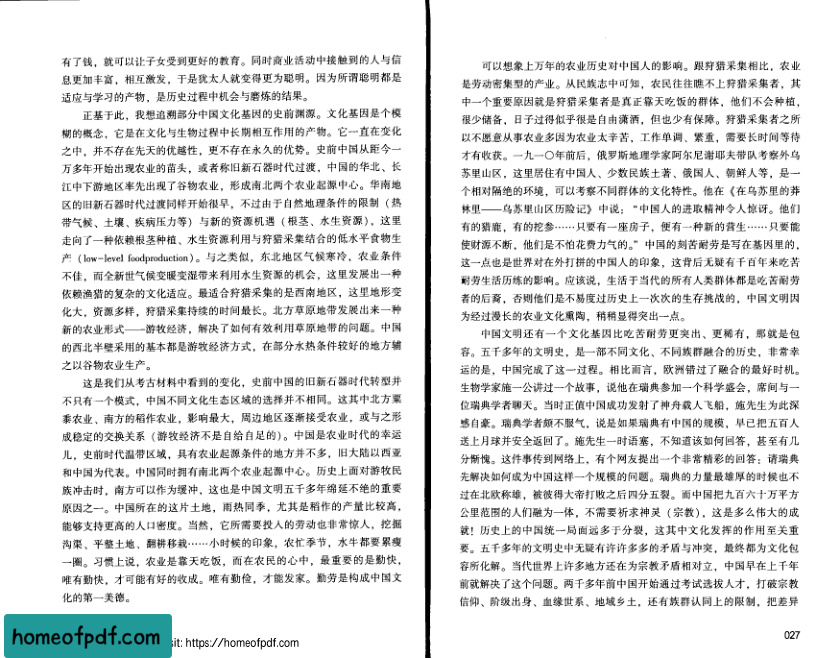 有了钱，就可以让子女受到更好的教育。同时商业活动中接触到的人与信
息更加丰富，相互激发，于是犹太人就变得更为聪明。因为所谓聪明都是
适应与学习的产物，是历史过程中机会与磨炼的结果。
正基于此，我想追溯部分中国文化基因的史前渊源。文化基因是个模
糊的概念，它是在文化与生物过程中长期相互作用的产物。它一直在变化
之中，并不存在先天的优越性，更不存在永久的优势。史前中国从距今一
万多年开始出现农业的苗头，或者称旧新石器时代过渡，中国的华北、长
江中下游地区率先出现了谷物农业，形成南北两个农业起源中心。华南地
区的旧新石器时代过渡同样开始很早，不过由于自然地理条件的限制（热
带气候、土壤、疾病压力等）与新的资源机遇（根茎、水生资源），这里
走向了一种依赖根茎种植、水生资源利用与狩猎采集结合的低水平食物生
产（low-level foodproduction）。与之类似，东北地区气候寒冷，农业条件
不佳，而全新世气候变暖变湿带来利用水生资源的机会，这里发展出一种
依赖渔猎的复杂的文化适应。最适合狩猎采集的是西南地区，这里地形变
化大，资源多样，狩猎采集持续的时间最长。北方草原地带发展出来一种
新的农业形式——游牧经济，解决了如何有效利用草原地带的问题。中国
的西北半壁采用的基本都是游牧经济方式，在部分水热条件较好的地方辅
之以谷物农业生产。
这是我们从考古材料中看到的变化，史前中国的旧新石器时代转型并
不只有一个模式，中国不同文化生态区域的选择并不相同。这其中北方粟
黍农业、南方的稻作农业，影响最大，周边地区逐渐接受农业，或与之形
成稳定的交换关系（游牧经济不是自给自足的）。中国是农业时代的幸运
儿，史前时代温带区域，具有农业起源条件的地方并不多，旧大陆以西亚
和中国为代表。中国同时拥有南北两个农业起源中心。历史上面对游牧民
族冲击时，南方可以作为缓冲，这也是中国文明五千多年绵延不绝的重要
原因之一。中国所在的这片土地，雨热同季，尤其是稻作的产量比较高，
能够支持更高的人口密度。当然，它所需要投入的劳动也非常惊人，挖掘
沟渠、平整土地、翻耕移栽……小时候的印象，农忙季节，水牛都要累瘦
一圈。习惯上说，农业是靠天吃饭，而在农民的心中，最重要的是勤快，
唯有勤快，才可能有好的收成。唯有勤俭，才能发家。勤劳是构成中国文
化的第一美德。
homeofpdf.com
sit: https://homeofpdf.com
可以想象上万年的农业历史对中国人的影响。跟狩猎采集相比，农业
是劳动密集型的产业。从民族志中可知，农民往往瞧不上狩猎采集者，其
中一个重要原因就是狩猎采集者是真正靠天吃饭的群体，他们不会种植，
很少储备，日子过得似乎很是自由潇洒，但也少有保障。狩猎采集者之所
以不愿意从事农业多因为农业太辛苦，工作单调、繁重，需要长时间等待
才有收获。一九一〇年前后，俄罗斯地理学家阿尔尼谢耶夫带队考察外乌
苏里山区，这里居住有中国人、少数民族土著、俄国人、朝鲜人等，是一
个相对隔绝的环境，可以考察不同群体的文化特性。他在《在乌苏里的莽
林里——乌苏里山区历险记》中说：“中国人的进取精神令人惊讶。他们
有的猎鹿，有的挖参……只要有一座房子，便有一种新的营生……只要能
使财源不断，他们是不怕花费力气的。”中国的刻苦耐劳是写在基因里的，
这一点也是世界对在外打拼的中国人的印象，这背后无疑有千百年来吃苦
耐劳生活历练的影响。应该说，生活于当代的所有人类群体都是吃苦耐劳
者的后裔，否则他们是不易度过历史上一次次的生存挑战的，中国文明因
为经过漫长的农业文化熏陶，稍稍显得突出一点。
中国文明还有一个文化基因比吃苦耐劳更突出、更稀有，那就是包
容。五千多年的文明史，是一部不同文化、不同族群融合的历史，非常幸
运的是，中国完成了这一过程。相比而言，欧洲错过了融合的最好时机。
生物学家施一公讲过一个故事，说他在瑞典参加一个科学盛会，席间与一
位瑞典学者聊天。当时正值中国成功发射了神舟载人飞船，施先生为此深
感自豪。瑞典学者颇不服气，说是如果瑞典有中国的规模，早已把五百人
送上月球并安全返回了。施先生一时语塞，不知道该如何回答，甚至有几
分惭愧。这件事传到网络上，有个网友提出一个非常精彩的回答：请瑞典
先解决如何成为中国这样一个规模的问题。瑞典的力量最雄厚的时候也不
过在北欧称雄，被彼得大帝打败之后四分五裂。而中国把九百六十万平方
公里范围的人们融为一体，不需要祈求神灵（宗教），这是多么伟大的成
就！历史上的中国统一局面远多于分裂，这其中文化发挥的作用至关重
要。五千多年的文明史中无疑有许许多多的矛盾与冲突，最终都为文化包
容所化解。当代世界上许多地方还在为宗教矛盾相对立，中国早在上千年
前就解决了这个问题。两千多年前中国开始通过考试选拔人才，打破宗教
信仰、阶级出身、血缘世系、地域乡土，还有族群认同上的限制，把差异
027